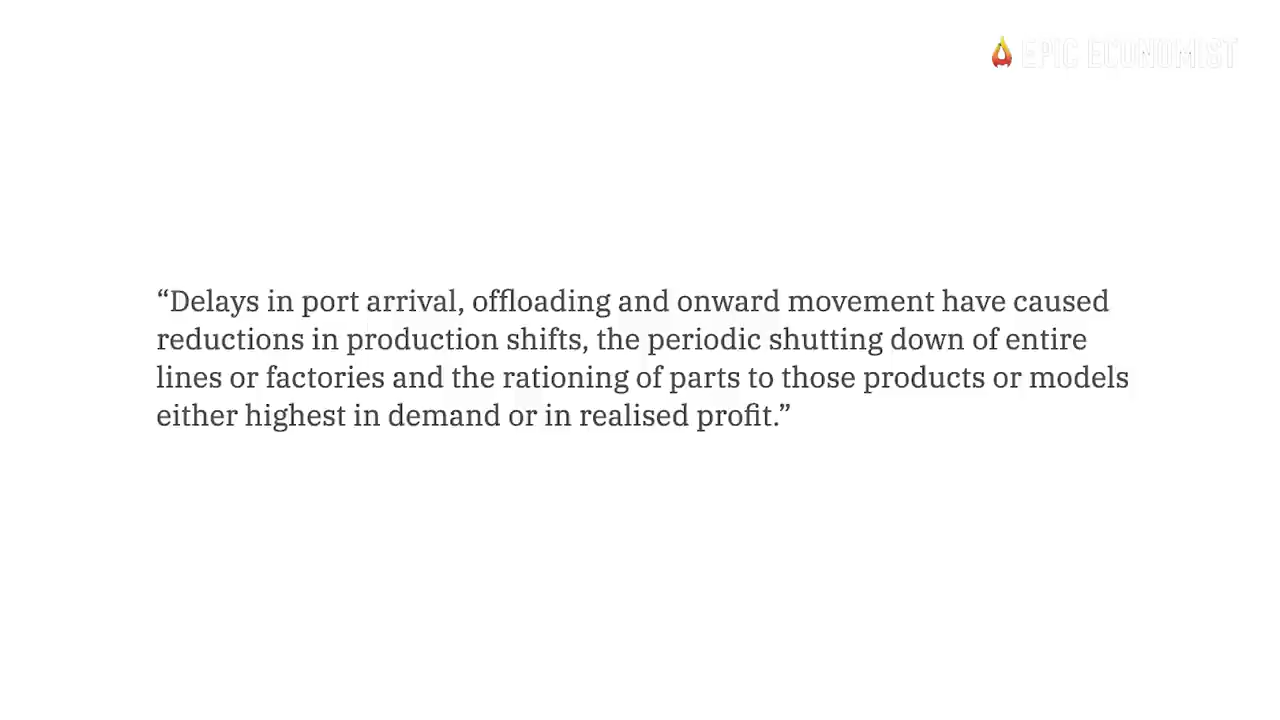 EPIC ECONOMIST
“Delays in port arrival, offloading and onward movement have caused
reductions in production shifts, the periodic shutting down of entire
lines or factories and the rationing of parts to those products or models
either highest in demand or in realised profit.”